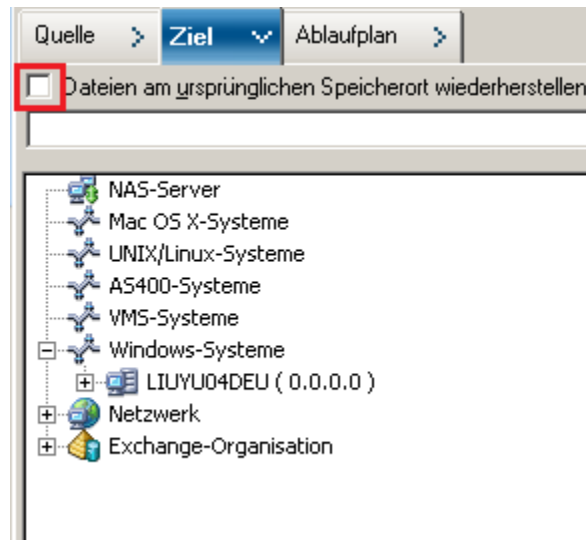 Quelle > Ziel Ablaufplan >
Dateien am ursprünglichen Speicherort wiederherstellen
NAS-Server
Mac OS X-Systeme
UNIX/Linux-Systeme
AS400-Systeme
VMS-Systeme
Windows-Systeme
LIUYU04DEU ( 0.0.0.0 )
Netzwerk
Exchange-Organisation